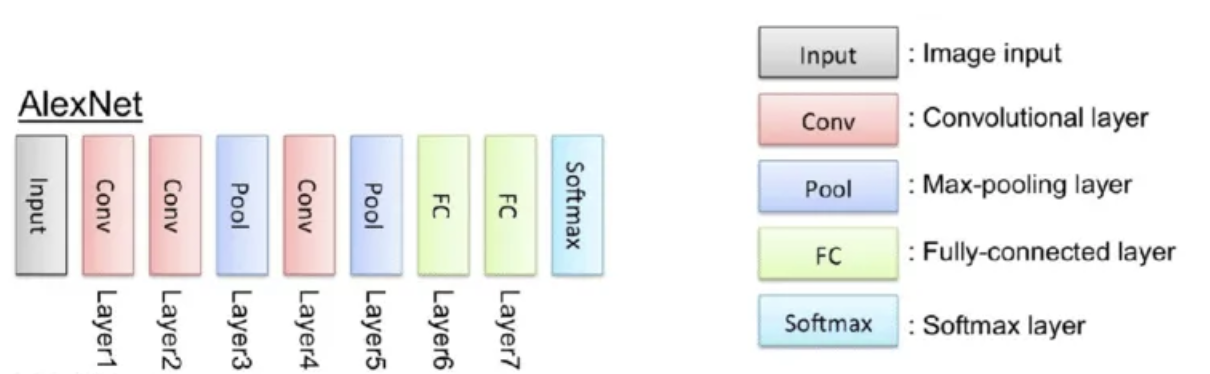 AlexNet
Input
Conv
Conv
Pool
Conv
Pool
FC
FC
Softmax
Layer1
Layer2
Layer3
Layer4
Layer5
Layer6
Layer7
Input : Image input
Conv : Convolutional layer
Pool : Max-pooling layer
FC : Fully-connected layer
Softmax : Softmax layer